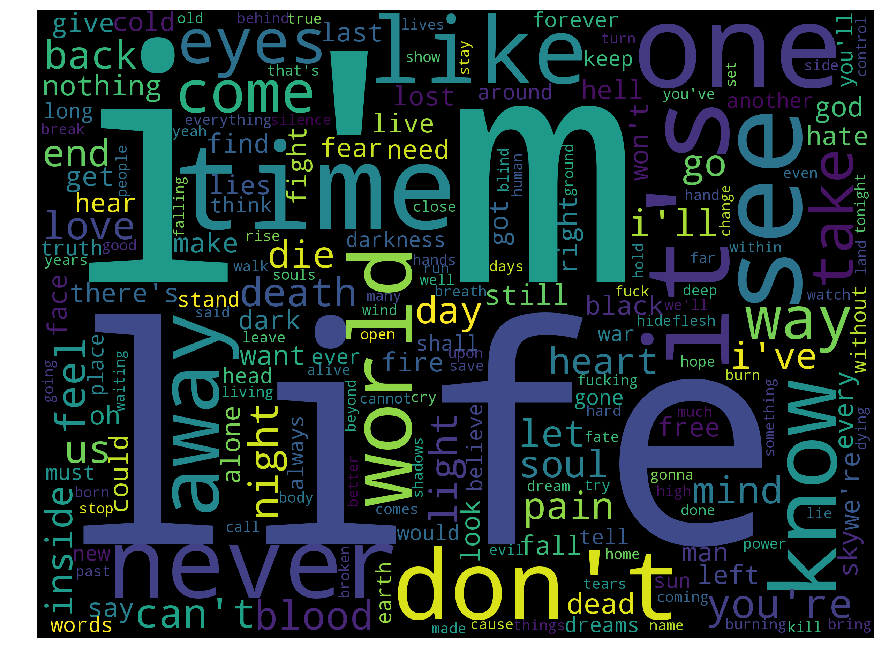 give cold old behind true eyes last like forever one you'll control
back nothing come i'm show stay keep turn side
that's lost around hell you've another set god hate
long break everything silence yeah time live won't it's see go
end people find fight fear need got blind human right ground hand even
get lies think close i'll change take tonight
hear falling love make rise die darkness hold within
truth good years walk souls hands run well days far deep land
there's stand death world many breath still black we'll watch without
face said dark wind open day shall war hideflesh way
going place waiting leave want ever fire upon save heart hope burn i've
feel oh away head alive living life fucking gone hard much free something dying every
us could alone night always beyond cannot cry let fate know
must born stop body better shadows light believe soul gonna mind we're sky
inside new call comes look dream try pain high done lie
past never broken would evil fall tell home man power
say can't blood earth don't tears dead sun left you're
words made cause things dreams name coming burning kill bring